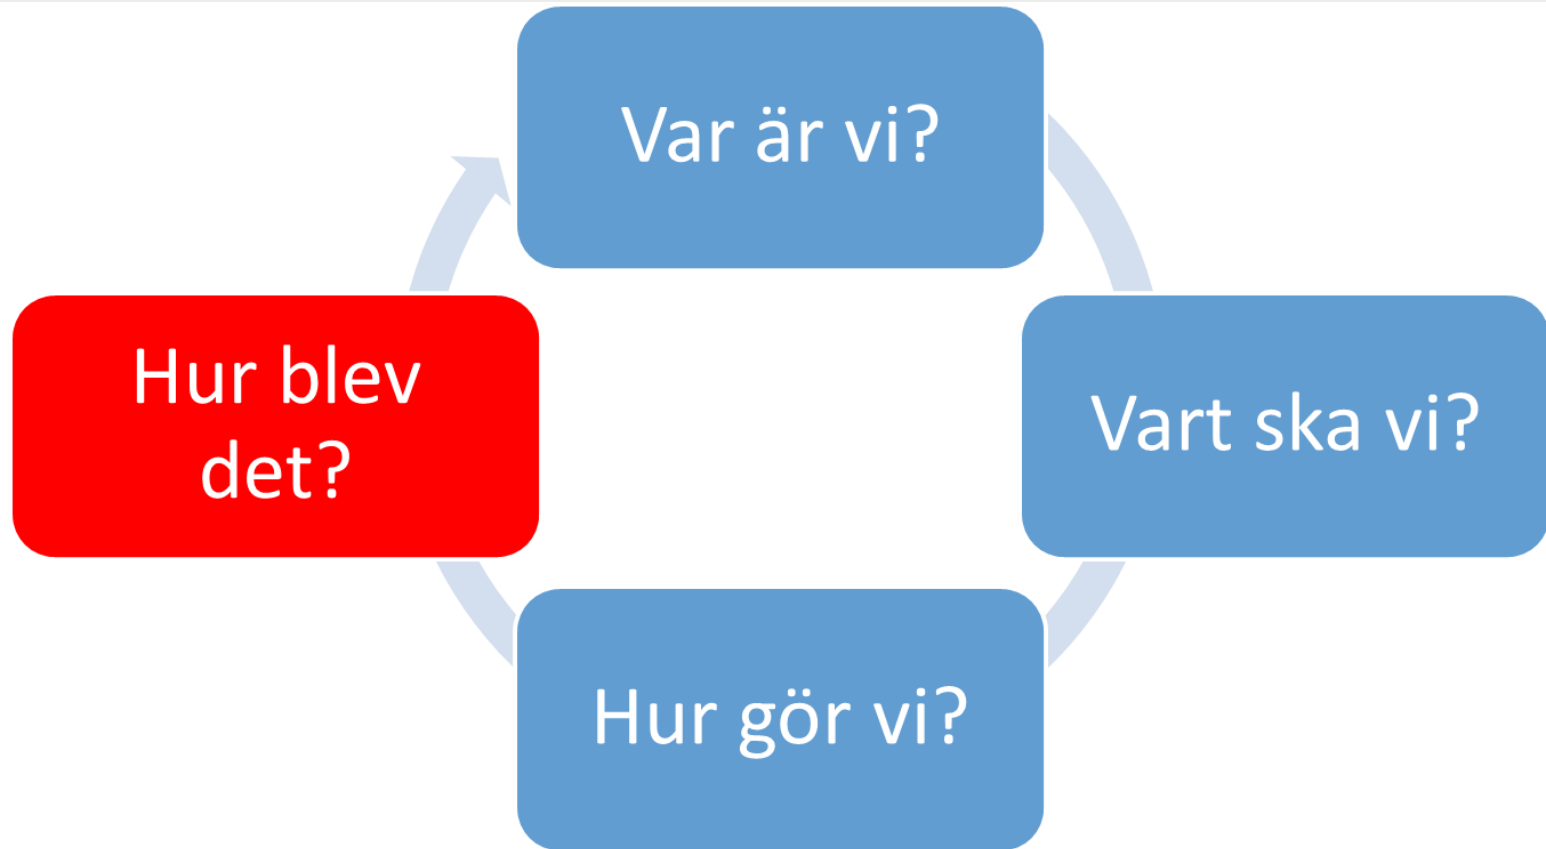 Var är vi?
Vart ska vi?
Hur gör vi?
Hur blev
det?